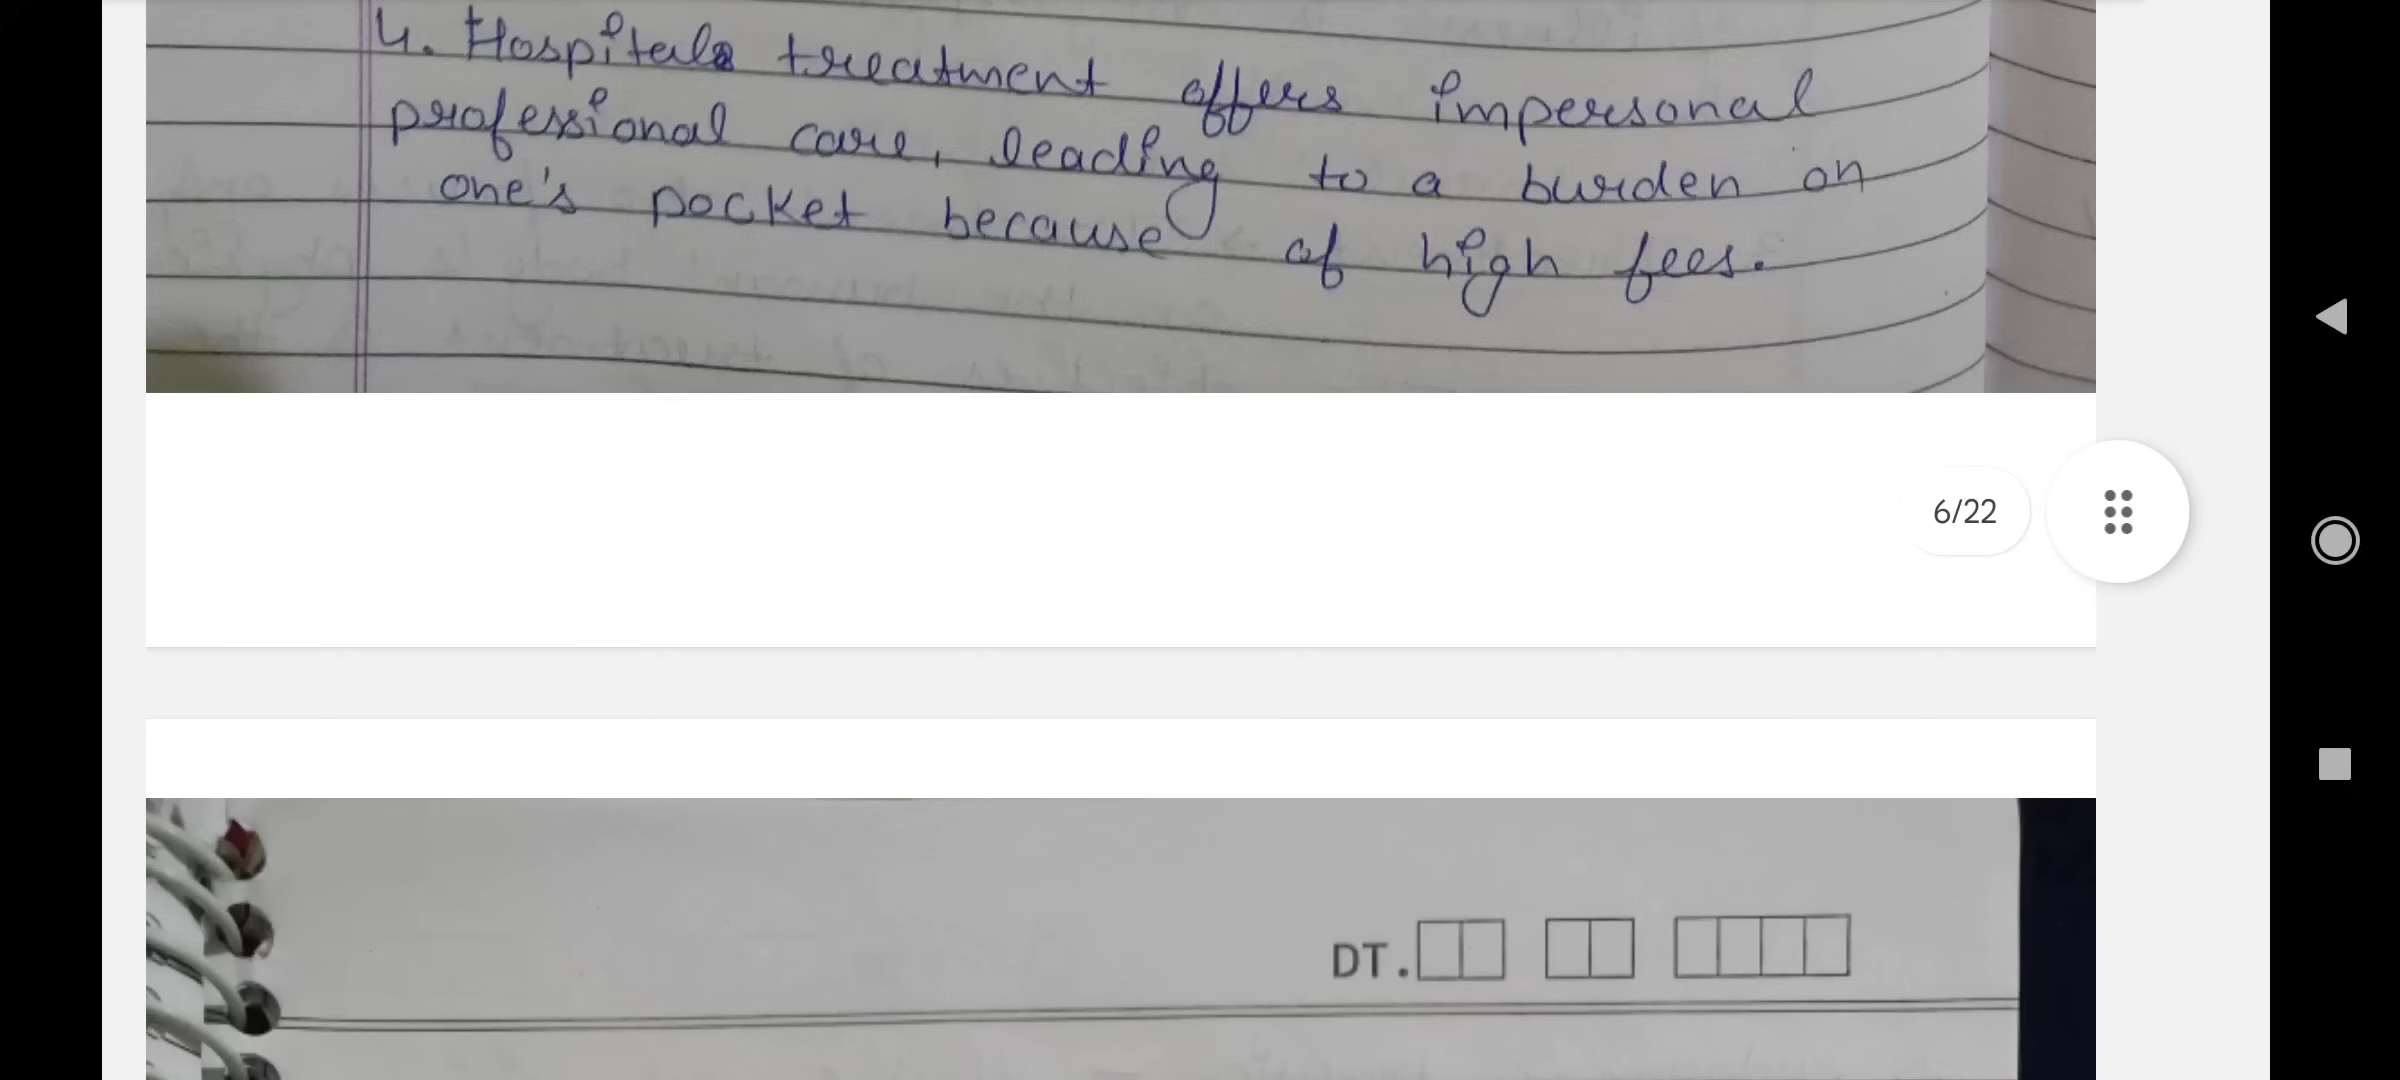 4. Hospital treatment offers impersonal
professional care, leading to a burden on
one's pocket because of high fees.
6/22
DT.